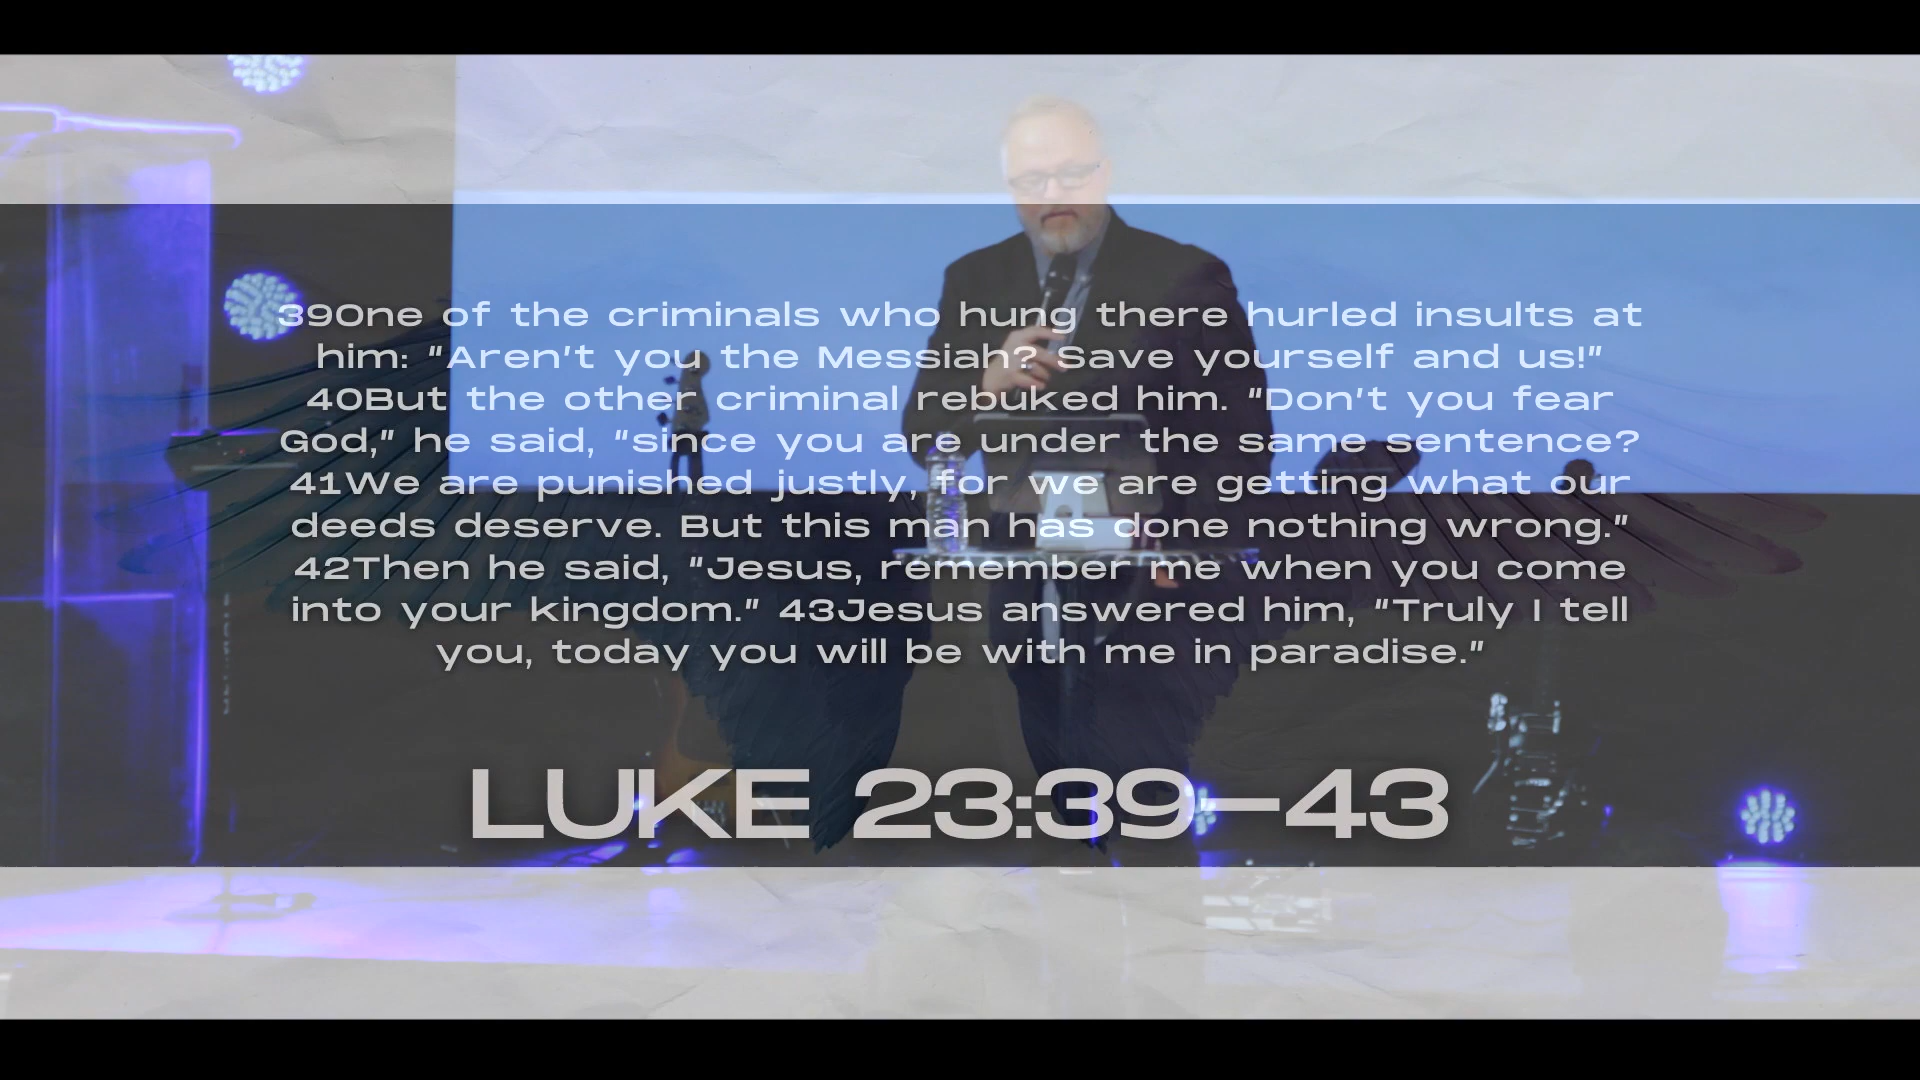 39One of the criminals who hung there hurled insults at
him: “Aren’t you the Messiah? Save yourself and us!”
40But the other criminal rebuked him. “Don’t you fear
God,” he said, “since you are under the same sentence?
41We are punished justly, for we are getting what our
deeds deserve. But this man has done nothing wrong.”
42Then he said, “Jesus, remember me when you come
into your kingdom.” 43Jesus answered him, “Truly I tell
you, today you will be with me in paradise.”
LUKE 23:39–43